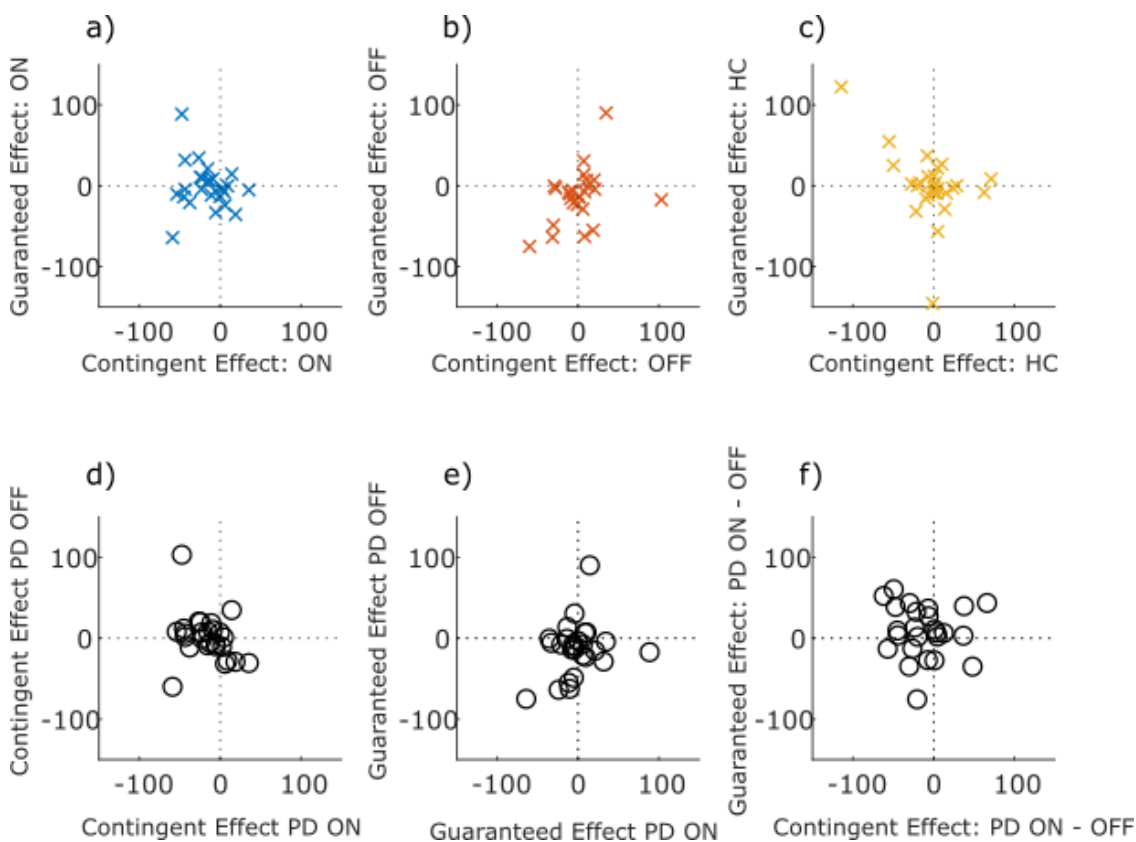 a)
Guaranteed Effect: ON
100
0
-100
-100 0 100
Contingent Effect: ON
b)
Guaranteed Effect: OFF
100
0
-100
-100 0 100
Contingent Effect: OFF
c)
Guaranteed Effect: HC
100
0
-100
-100 0 100
Contingent Effect: HC
d)
Contingent Effect PD OFF
100
0
-100
-100 0 100
Contingent Effect PD ON
e)
Guaranteed Effect PD OFF
100
0
-100
-100 0 100
Guaranteed Effect PD ON
f)
Guaranteed Effect: PD ON - OFF
100
0
-100
-100 0 100
Contingent Effect: PD ON - OFF